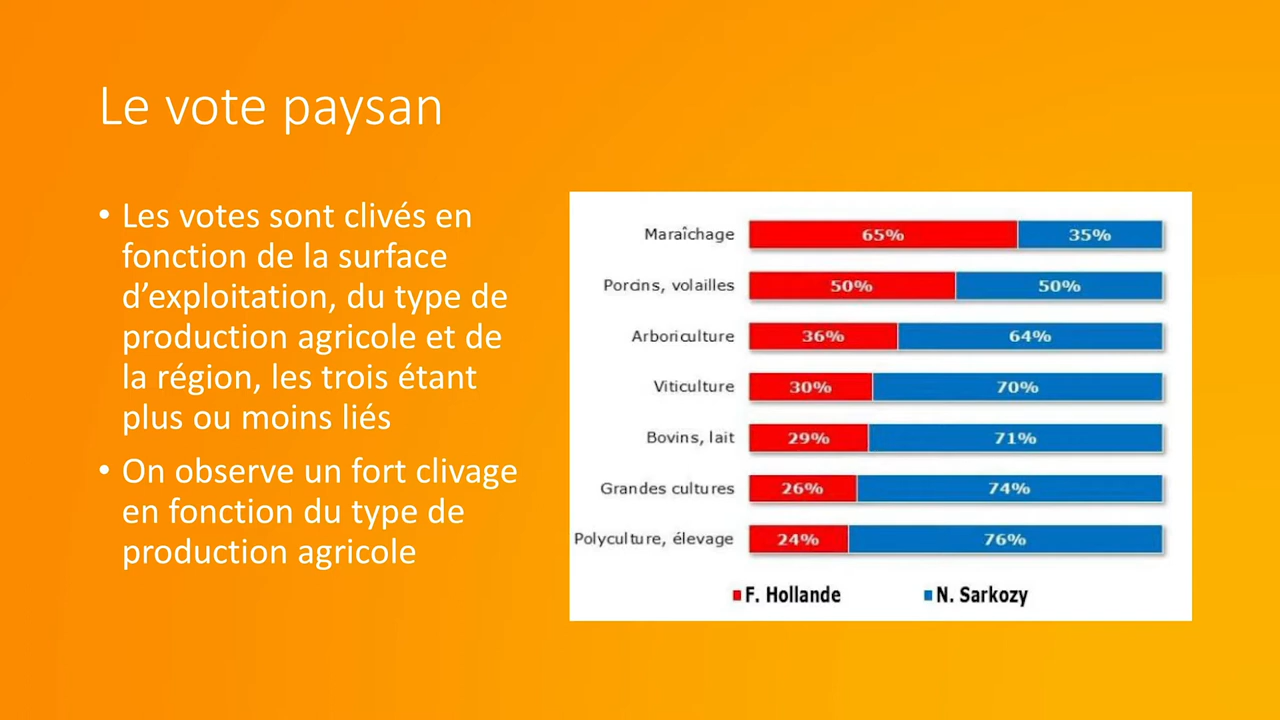 Le vote paysan
• Les votes sont clivés en
fonction de la surface
d’exploitation, du type de
production agricole et de
la région, les trois étant
plus ou moins liés
• On observe un fort clivage
en fonction du type de
production agricole
Maraîchage 65% 35%
Porcins, volailles 50% 50%
Arboriculture 36% 64%
Viticulture 30% 70%
Bovins, lait 29% 71%
Grandes cultures 26% 74%
Polyculture, élevage 24% 76%
F. Hollande N. Sarkozy